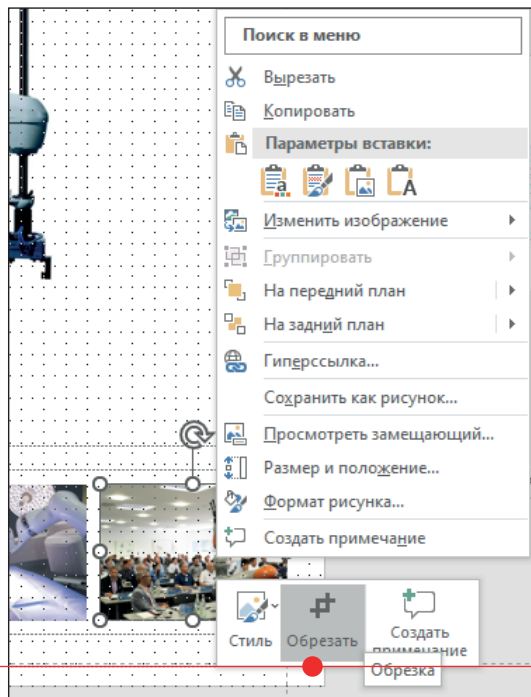 Поиск в меню
Вырезать
Копировать
Параметры вставки:
a A
Изменить изображение
Группировать
На передний план
На задний план
Гиперссылка...
Сохранить как рисунок...
Просмотреть замещающий...
Размер и положение...
Формат рисунка...
Создать примечание
Стиль
Обрезать
Создать
примечание
Обрезка